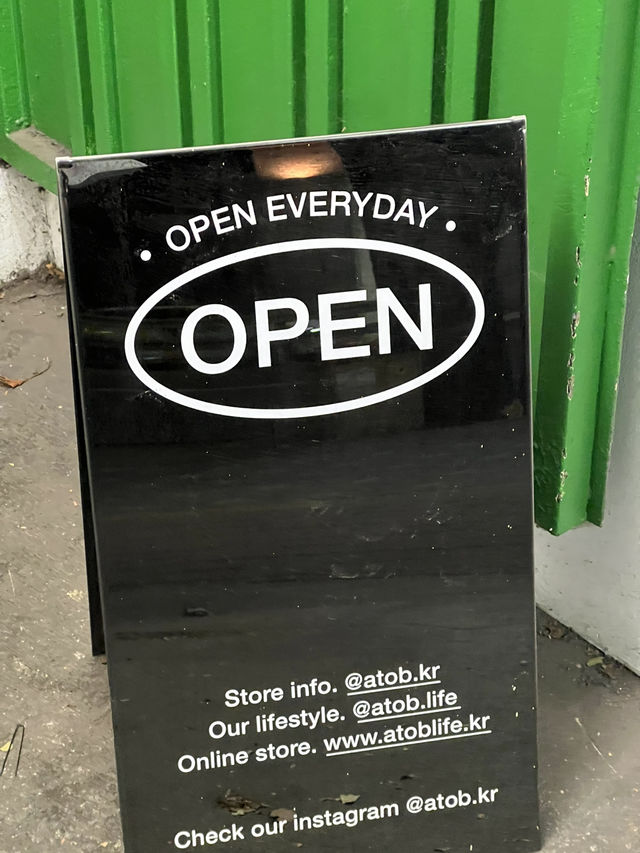 • OPEN EVERYDAY •
OPEN
Store info. @atob.kr
Our lifestyle. @atob.life
Online store. www.atoblife.kr
Check our instagram @atob.kr